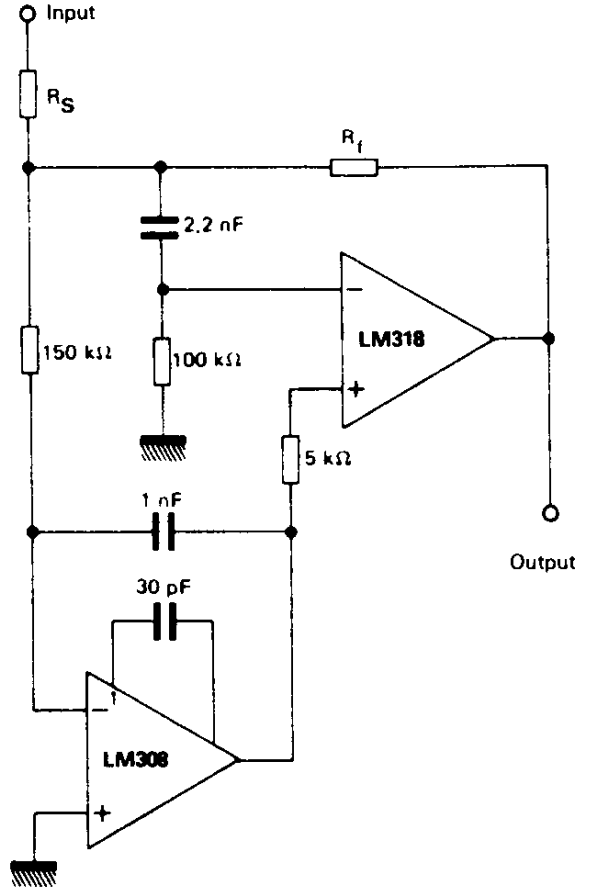 Input
R_S
R_f
2.2 nF
−
LM318
150 kΩ
100 kΩ
+
5 kΩ
1 nF
Output
30 pF
1
−
LM308
+